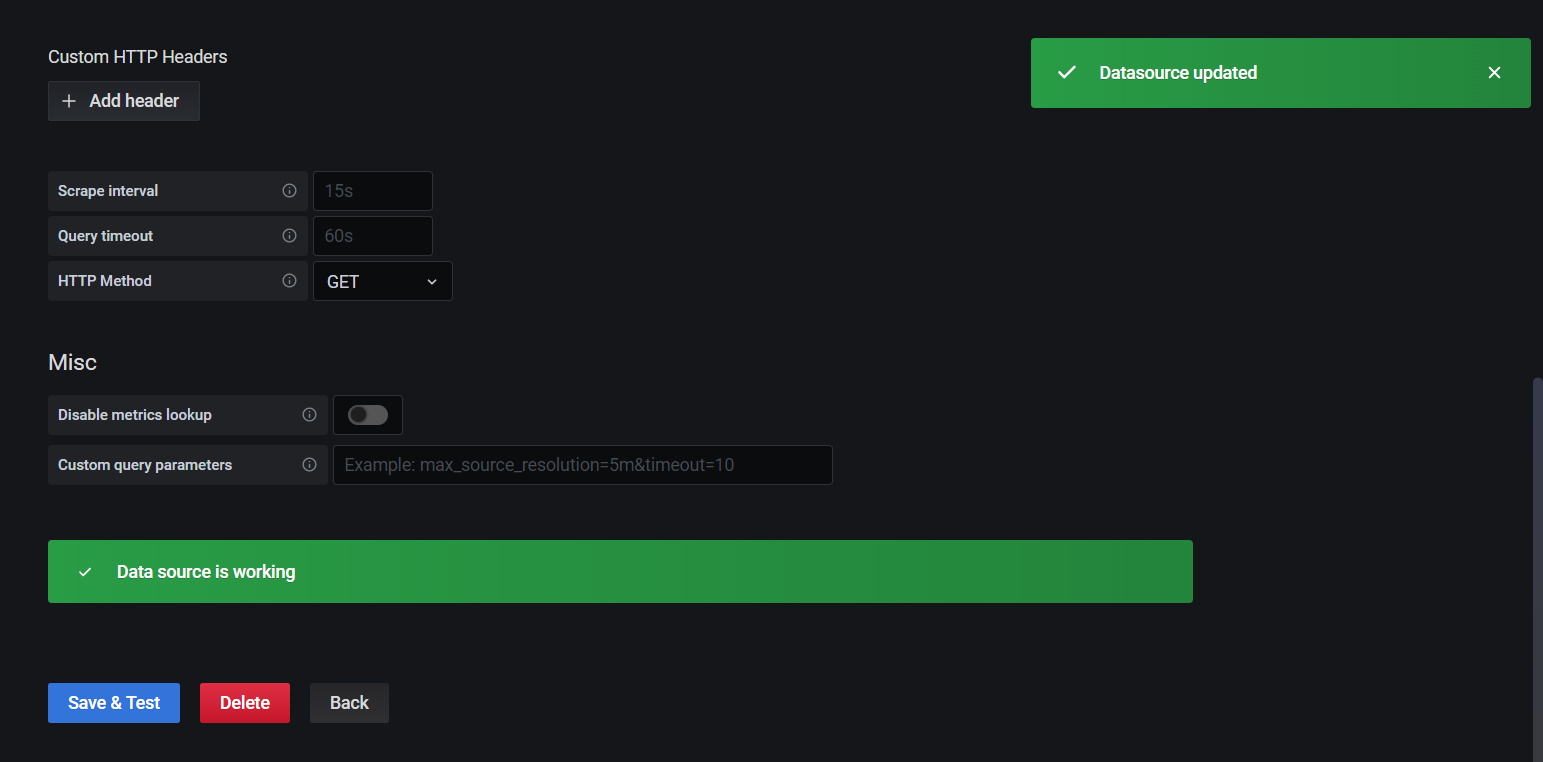 Custom HTTP Headers
Datasource updated
Add header
Scrape interval
15s
Query timeout
60s
HTTP Method
GET
Misc
Disable metrics lookup
Custom query parameters
Example: max_source_resolution=5m&timeout=10
Data source is working
Save & Test
Delete
Back